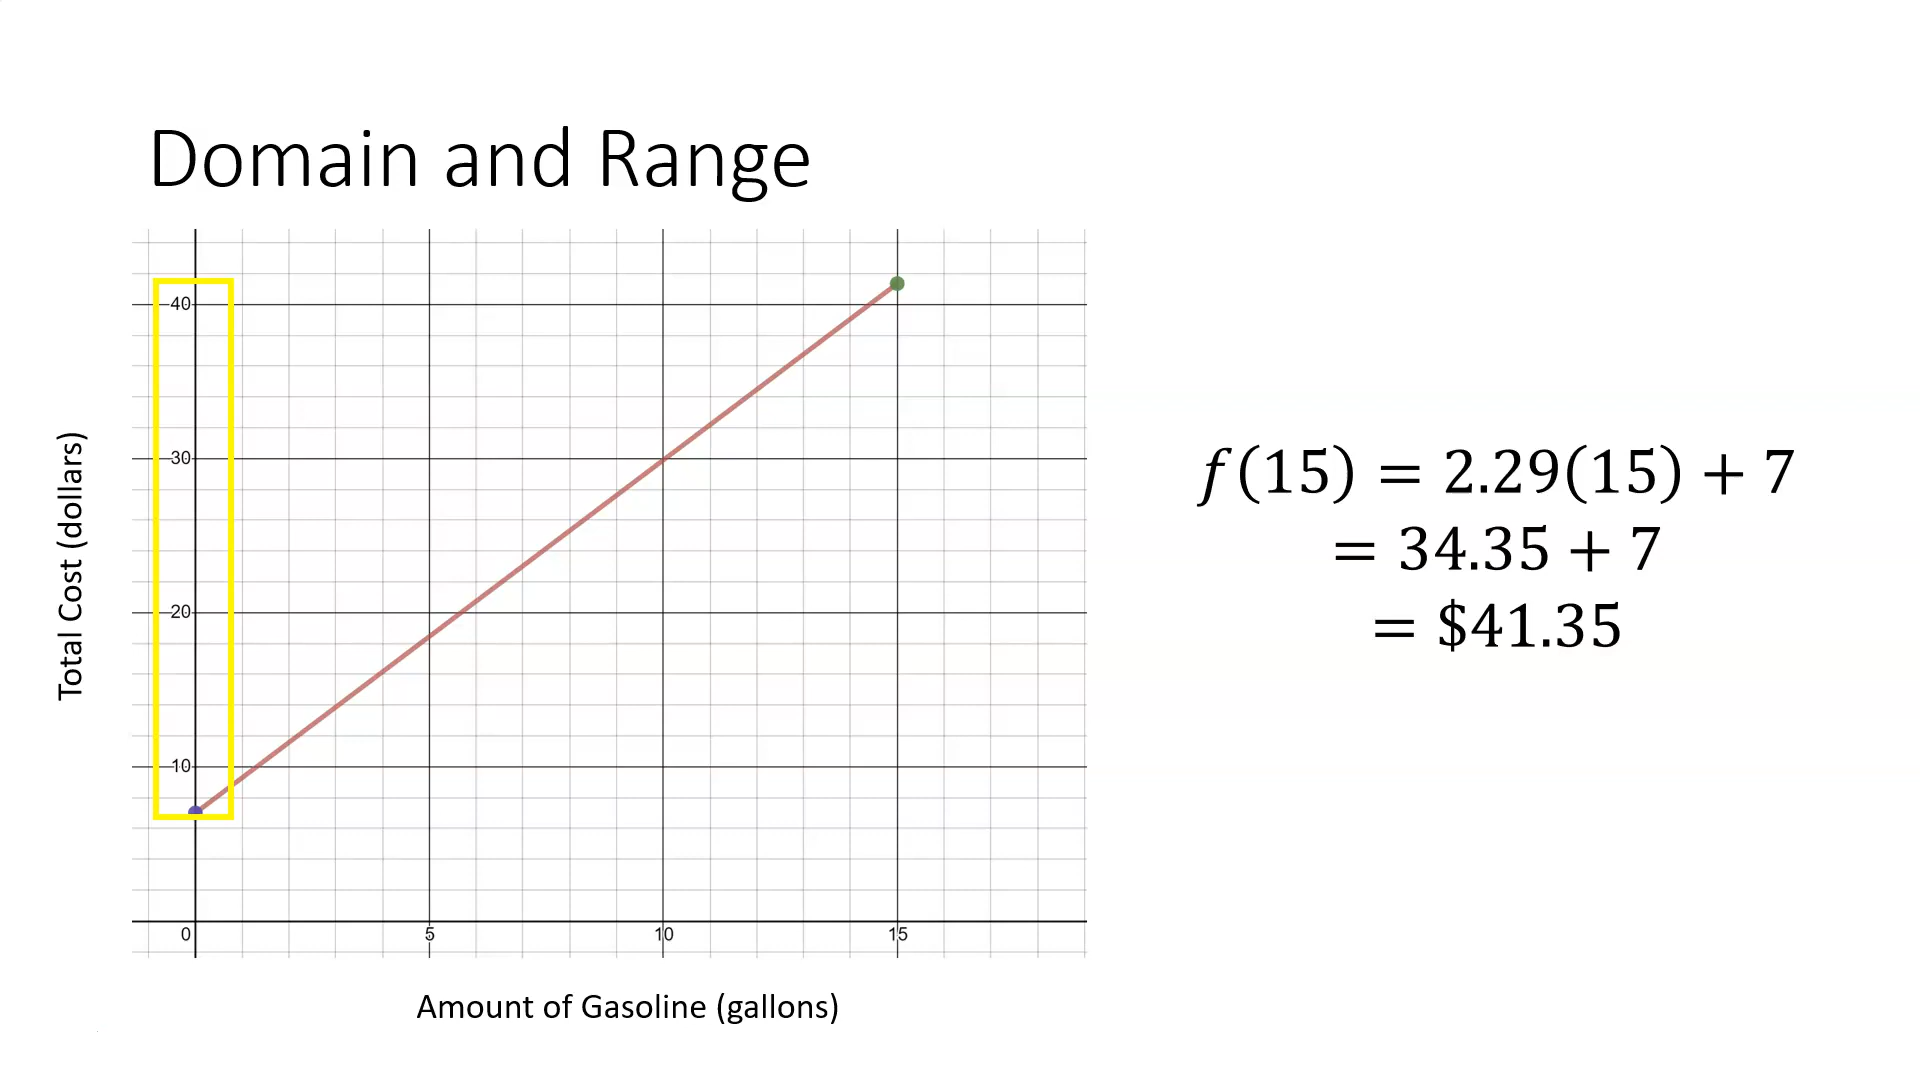 Domain and Range
Total Cost (dollars)
40
30
20
10
0 5 10 15
Amount of Gasoline (gallons)
𝑓(15) = 2.29(15) + 7
= 34.35 + 7
= $41.35